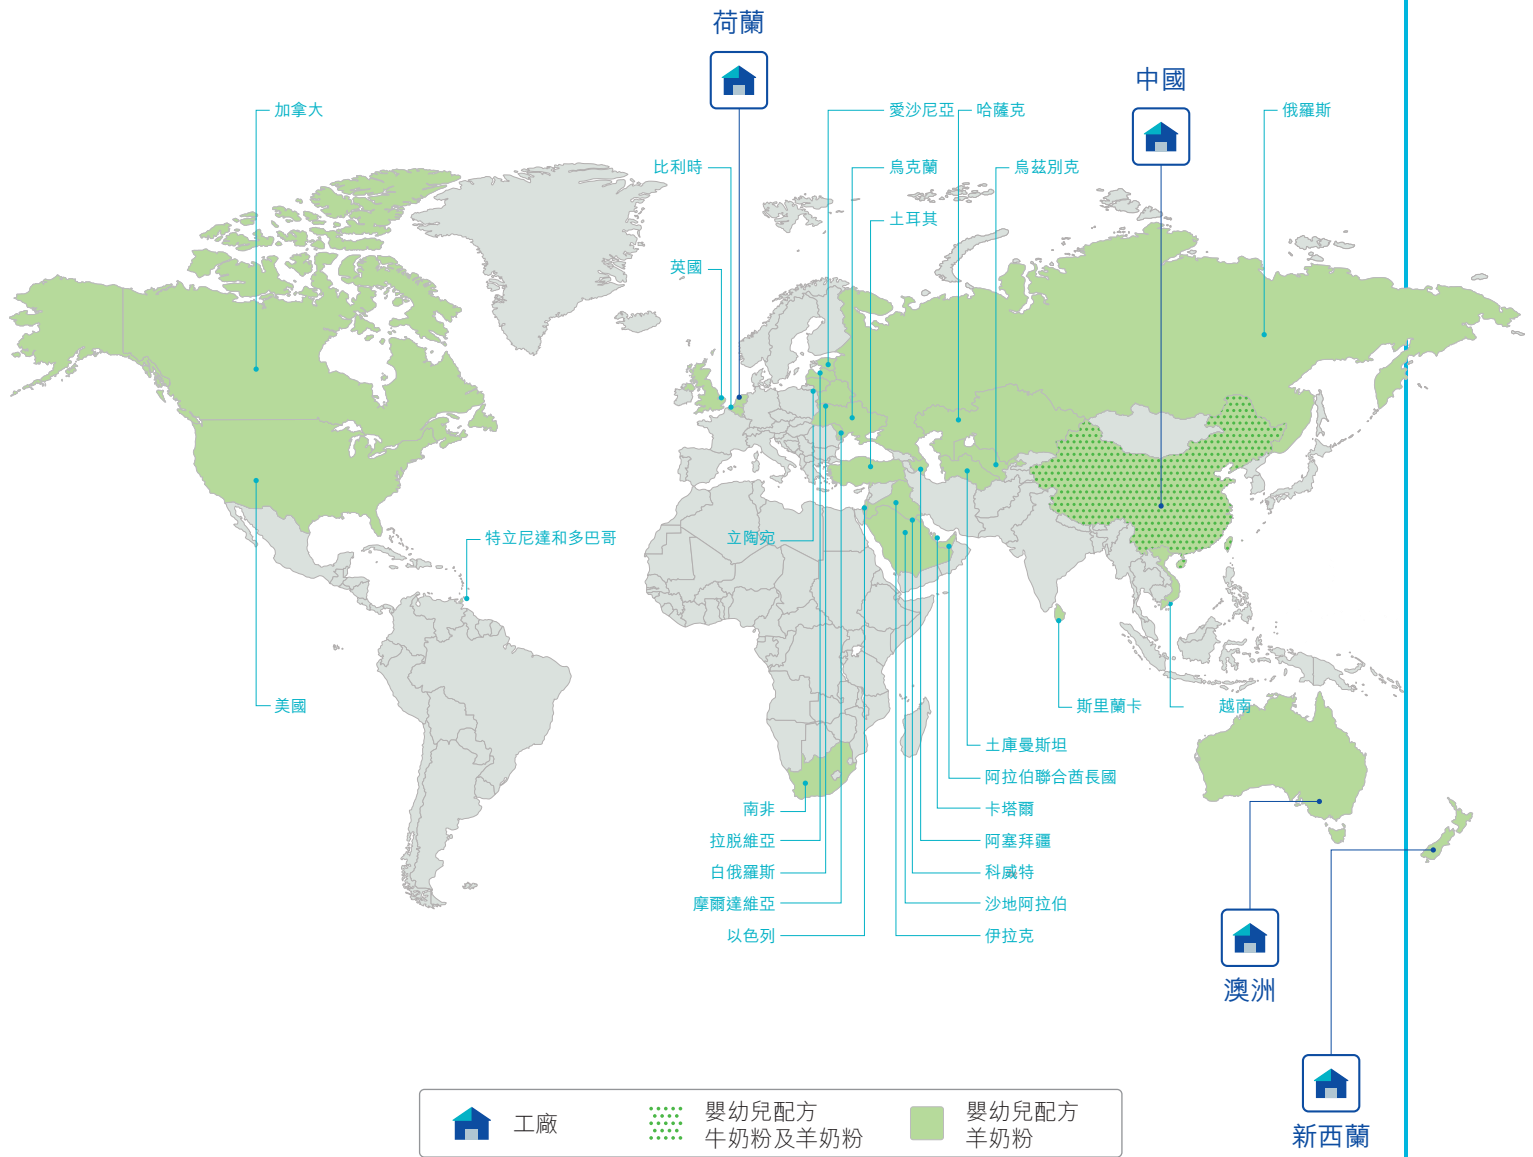 荷蘭
中國
加拿大
愛沙尼亞
哈薩克
俄羅斯
比利時
烏克蘭
烏茲別克
土耳其
英國
特立尼達和多巴哥
立陶宛
美國
斯里蘭卡
越南
土庫曼斯坦
阿拉伯聯合酋長國
南非
卡塔爾
拉脫維亞
阿塞拜疆
白俄羅斯
科威特
摩爾達維亞
沙地阿拉伯
以色列
伊拉克
澳洲
新西蘭
工廠
嬰幼兒配方
牛奶粉及羊奶粉
嬰幼兒配方
羊奶粉